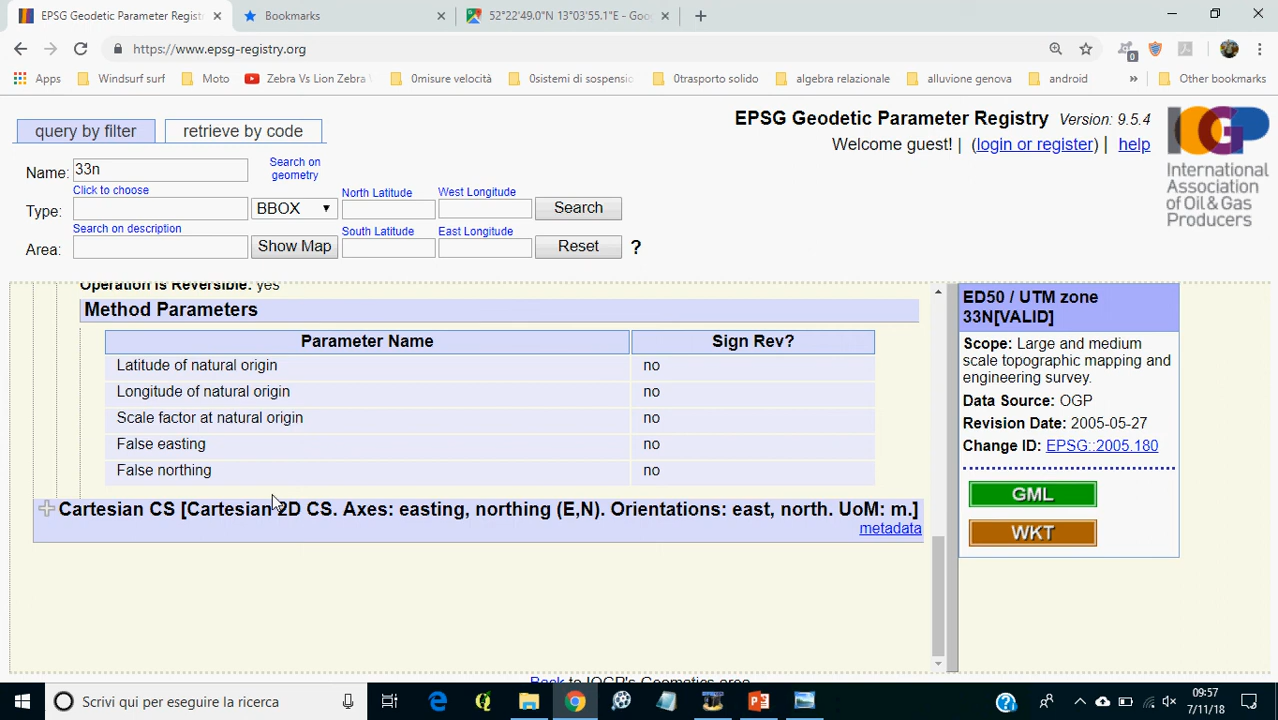 EPSG Geodetic Parameter Regist
Bookmarks
52°22'49.0"N 13°03'55.1"E - Goo
https://www.epsg-registry.org
0
Apps
Windsurf surf
Moto
Zebra Vs Lion Zebra
0misure velocità
0sistemi di sospensio
0trasporto solido
algebra relazionale
alluvione genova
android
»
Other bookmarks
query by filter
retrieve by code
EPSG Geodetic Parameter Registry Version: 9.5.4
Welcome guest! | (login or register) | help
IOGP
International
Association
of Oil & Gas
Producers
Name: 33n
Search on
geometry
Click to choose
North Latitude
West Longitude
Type:
BBOX
Search
Search on description
South Latitude
East Longitude
Area:
Show Map
Reset
?
Operation is Reversible: yes
Method Parameters
Parameter Name
Sign Rev?
Latitude of natural origin
no
Longitude of natural origin
no
Scale factor at natural origin
no
False easting
no
False northing
no
Cartesian CS [Cartesian 2D CS. Axes: easting, northing (E,N). Orientations: east, north. UoM: m.]
metadata
ED50 / UTM zone
33N[VALID]
Scope: Large and medium
scale topographic mapping and
engineering survey.
Data Source: OGP
Revision Date: 2005-05-27
Change ID: EPSG::2005.180
GML
WKT
Back to IOGP's Geomatics area
Scrivi qui per eseguire la ricerca
09:57
7/11/18